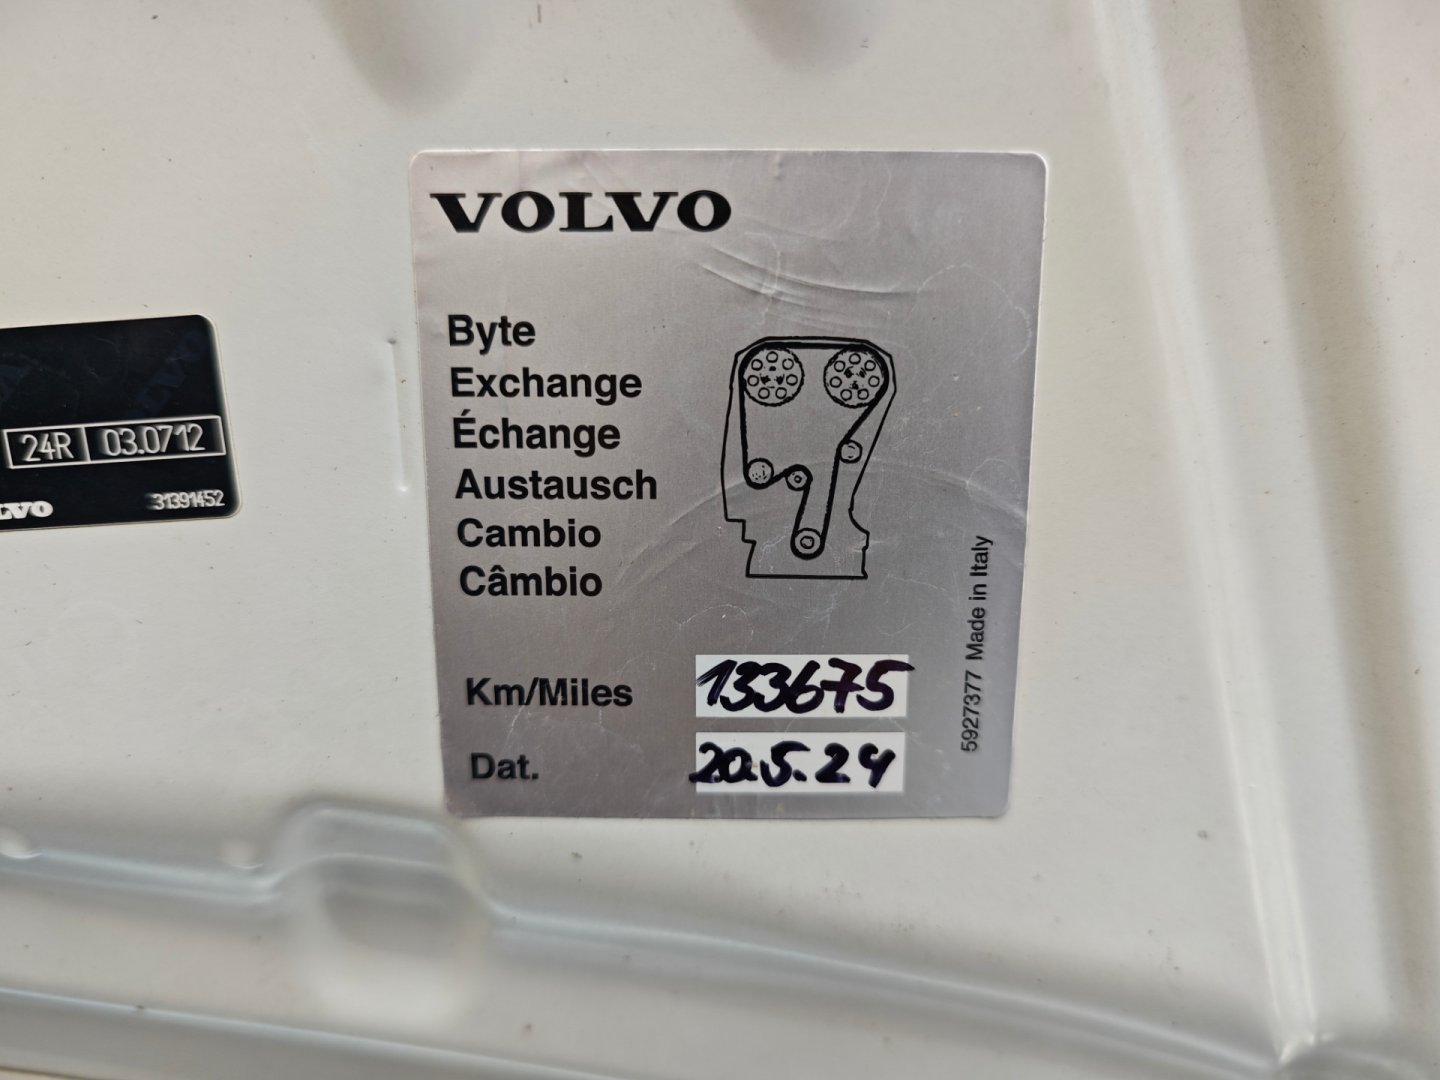 VOLVO
Byte
Exchange
Échange
Austausch
Cambio
Câmbio
Km/Miles 133675
Dat. 20.5.24
5927377 Made in Italy
24R 03.0712
LVO 31391452